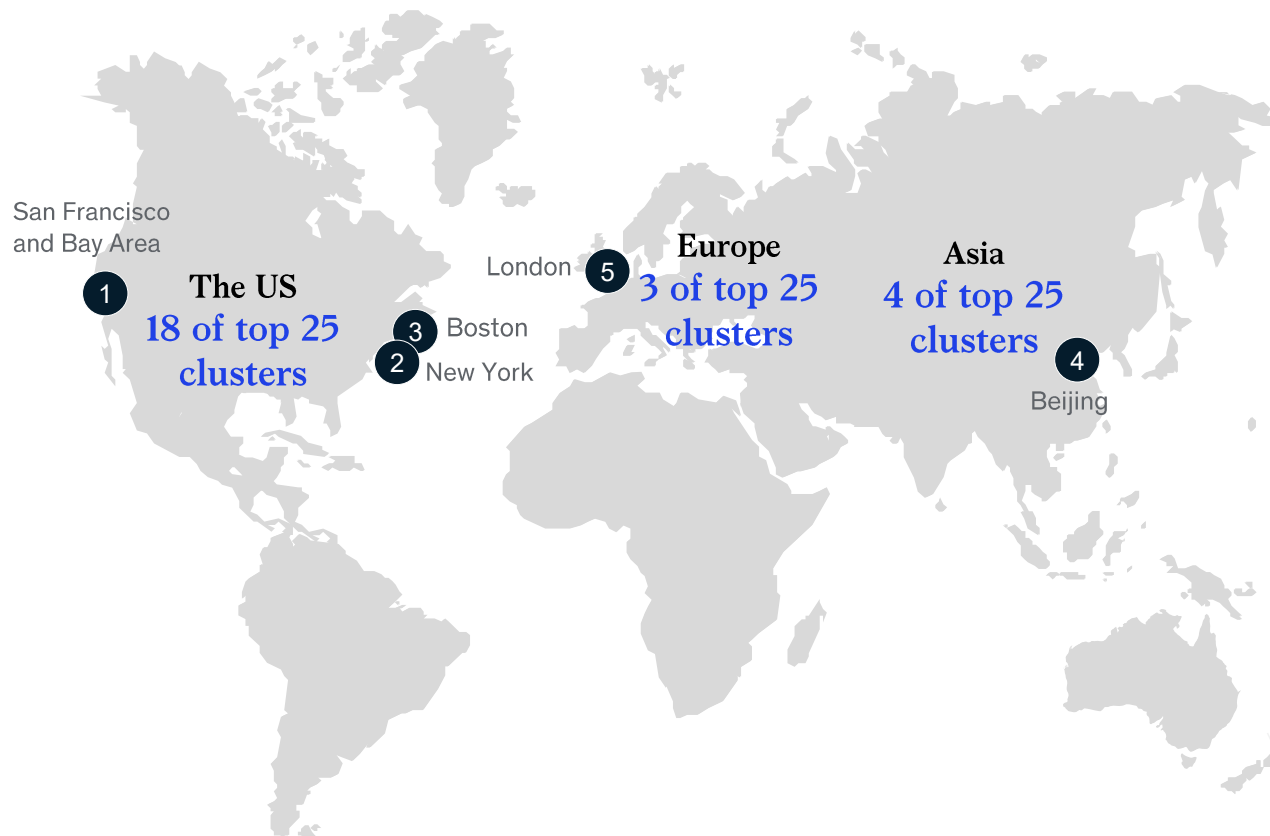 San Francisco
and Bay Area
1
The US
18 of top 25
clusters
3
Boston
2
New York
London
5
Europe
3 of top 25
clusters
Asia
4 of top 25
clusters
4
Beijing